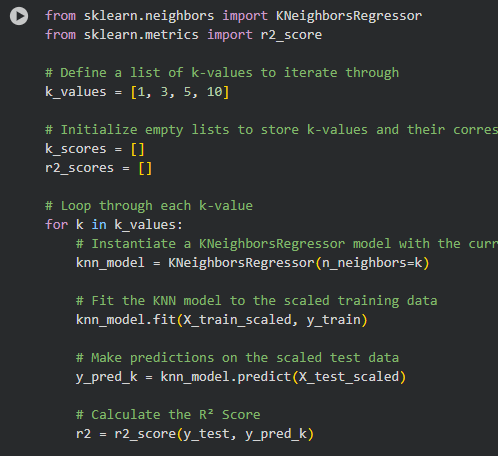 from sklearn.neighbors import KNeighborsRegressor
from sklearn.metrics import r2_score
# Define a list of k-values to iterate through
k_values = [1, 3, 5, 10]
# Initialize empty lists to store k-values and their corres
k_scores = []
r2_scores = []
# Loop through each k-value
for k in k_values:
    # Instantiate a KNeighborsRegressor model with the curr
    knn_model = KNeighborsRegressor(n_neighbors=k)
    # Fit the KNN model to the scaled training data
    knn_model.fit(X_train_scaled, y_train)
    # Make predictions on the scaled test data
    y_pred_k = knn_model.predict(X_test_scaled)
    # Calculate the R² Score
    r2 = r2_score(y_test, y_pred_k)